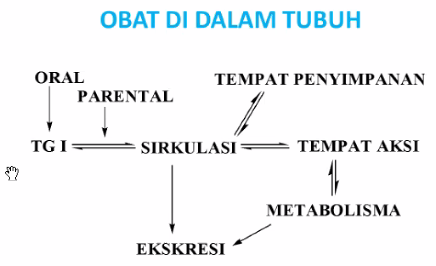 OBAT DI DALAM TUBUH
ORAL
TEMPAT PENYIMPANAN
PARENTAL
TG I
SIRKULASI
TEMPAT AKSI
METABOLISMA
EKSKRESI